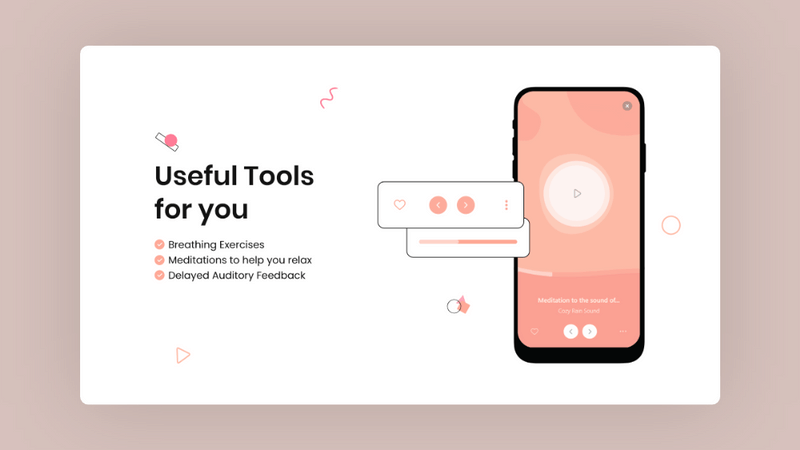 Useful Tools
for you
Breathing Exercises
Meditations to help you relax
Delayed Auditory Feedback
Meditation to the sound of...
Cozy Rain Sound